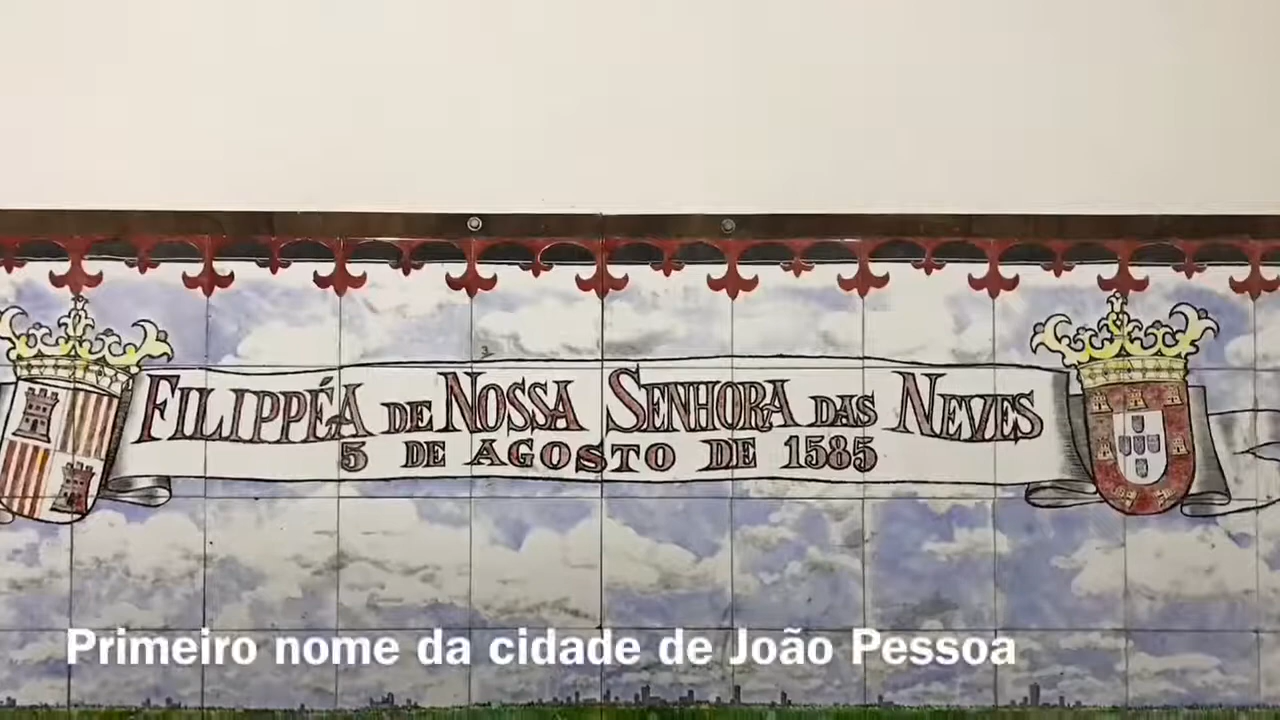 FILIPPÉA DE NOSSA SENHORA DAS NEVES
5 DE AGOSTO DE 1585
Primeiro nome da cidade de João Pessoa